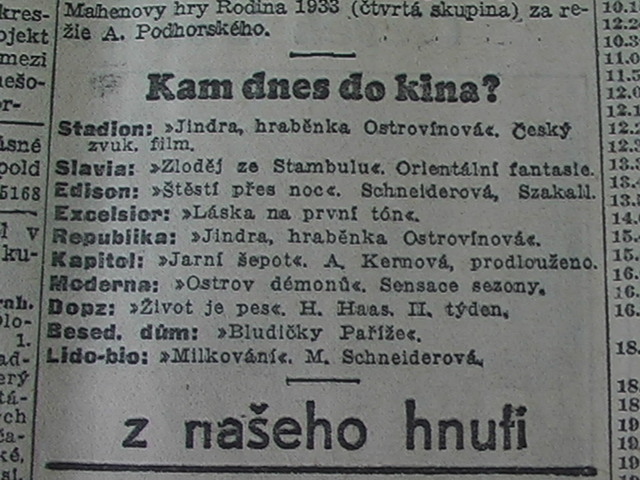 Mahenovy hry Rodina 1933 (čtvrtá skupina) za re-
žie A. Podhorského.
Kam dnes do kina?
Stadion: »Jindra, hraběnka Ostrovínová«. Český
zvuk. film.
Slavia: »Zloděj ze Stambulu«. Orientální fantasie.
Edison: »Štěstí přes noc«. Schneiderová, Szakall.
Excelsior: »Láska na první tón«.
Republika: »Jindra, hraběnka Ostrovínová«.
Kapitol: »Jarní šepot«. A. Kernová, prodlouženo.
Moderna: »Ostrov démonů«. Sensace sezony.
Dopz: »Život je pes«. H. Haas. II. týden.
Besed. dům: »Bludičky Paříže«.
Lido-bio: »Milkování«. M. Schneiderová.
z našeho hnutí